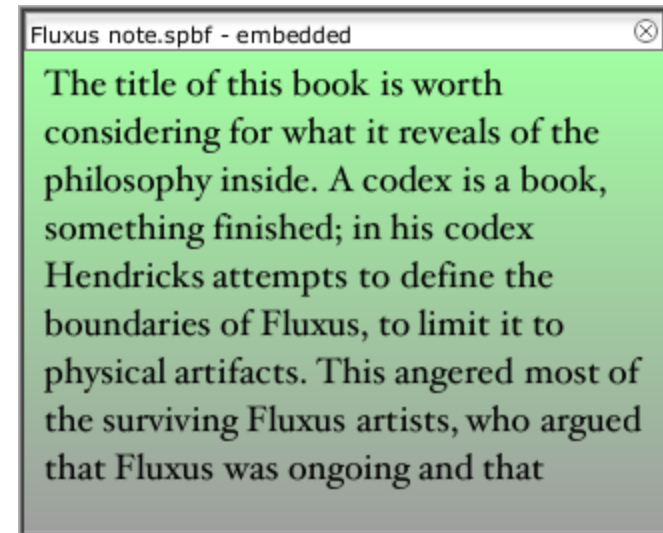 Fluxus note.spbf - embedded
The title of this book is worth
considering for what it reveals of the
philosophy inside. A codex is a book,
something finished; in his codex
Hendricks attempts to define the
boundaries of Fluxus, to limit it to
physical artifacts. This angered most of
the surviving Fluxus artists, who argued
that Fluxus was ongoing and that